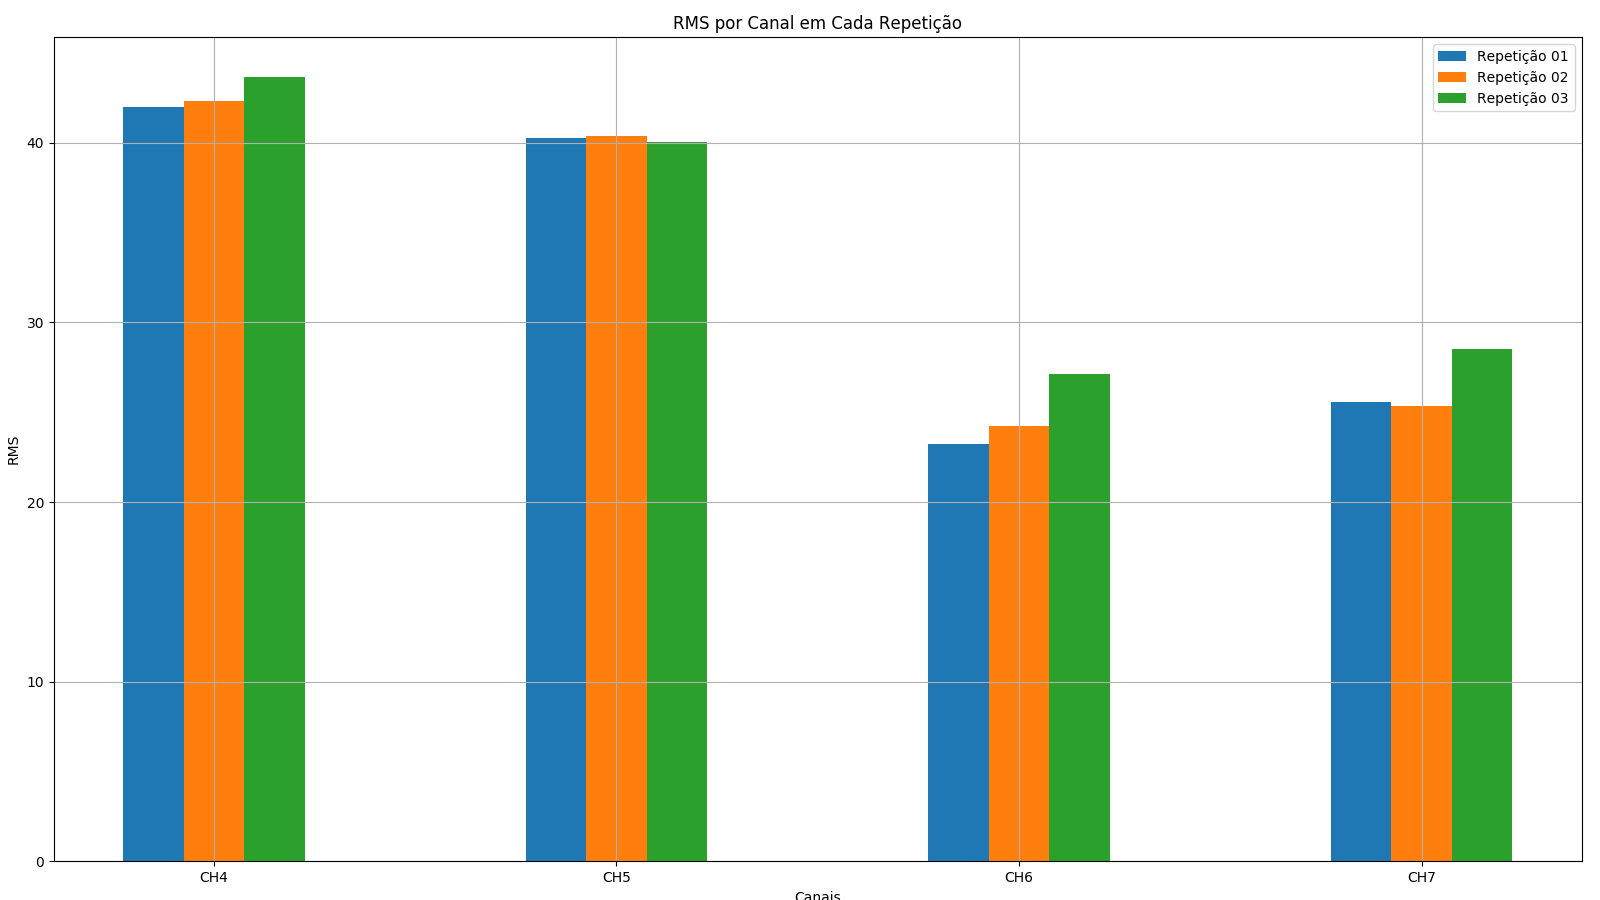 RMS por Canal em Cada Repetição
Repetição 01
Repetição 02
Repetição 03
40
30
20
10
0
RMS
CH4 CH5 CH6 CH7
Canais